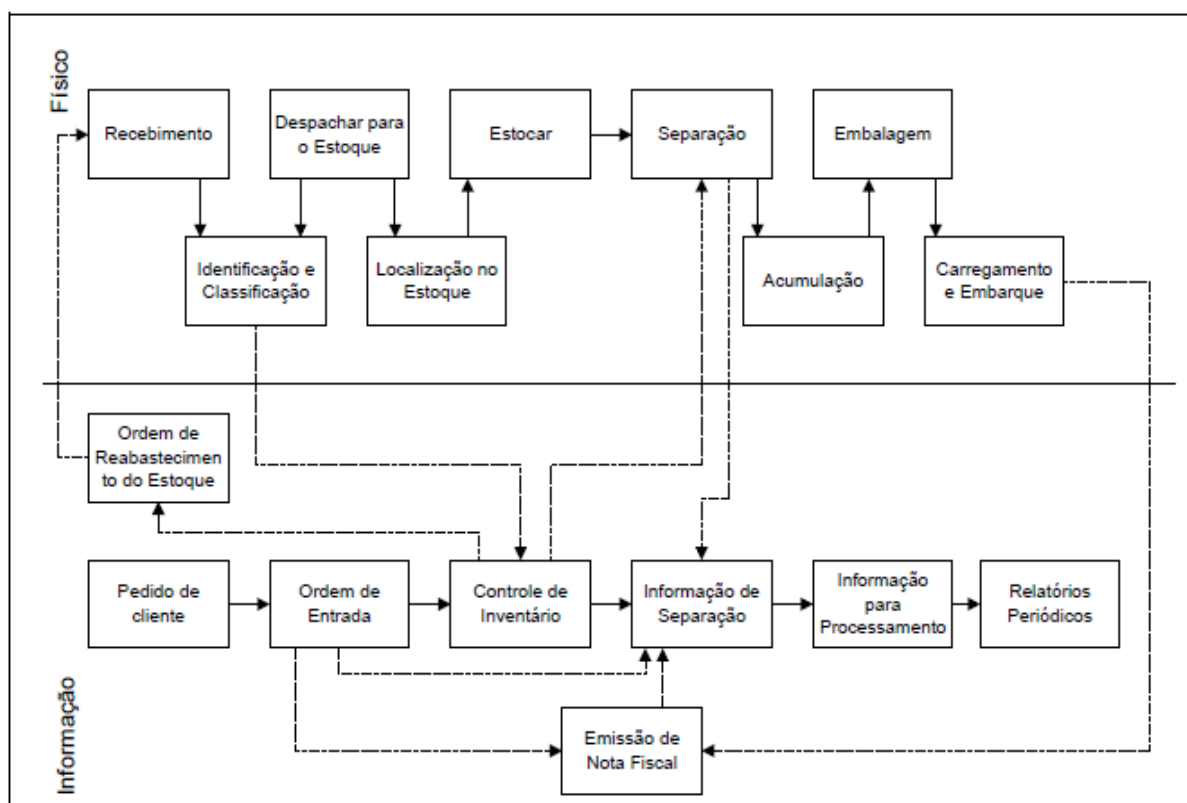 Físico
Recebimento
Despachar para
o Estoque
Estocar
Separação
Embalagem
Identificação e
Classificação
Localização no
Estoque
Acumulação
Carregamento
e Embarque
Ordem de
Reabastecimen
to do Estoque
Pedido de
cliente
Ordem de
Entrada
Controle de
Inventário
Informação de
Separação
Informação
para
Processamento
Relatórios
Periódicos
Emissão de
Nota Fiscal
Informação